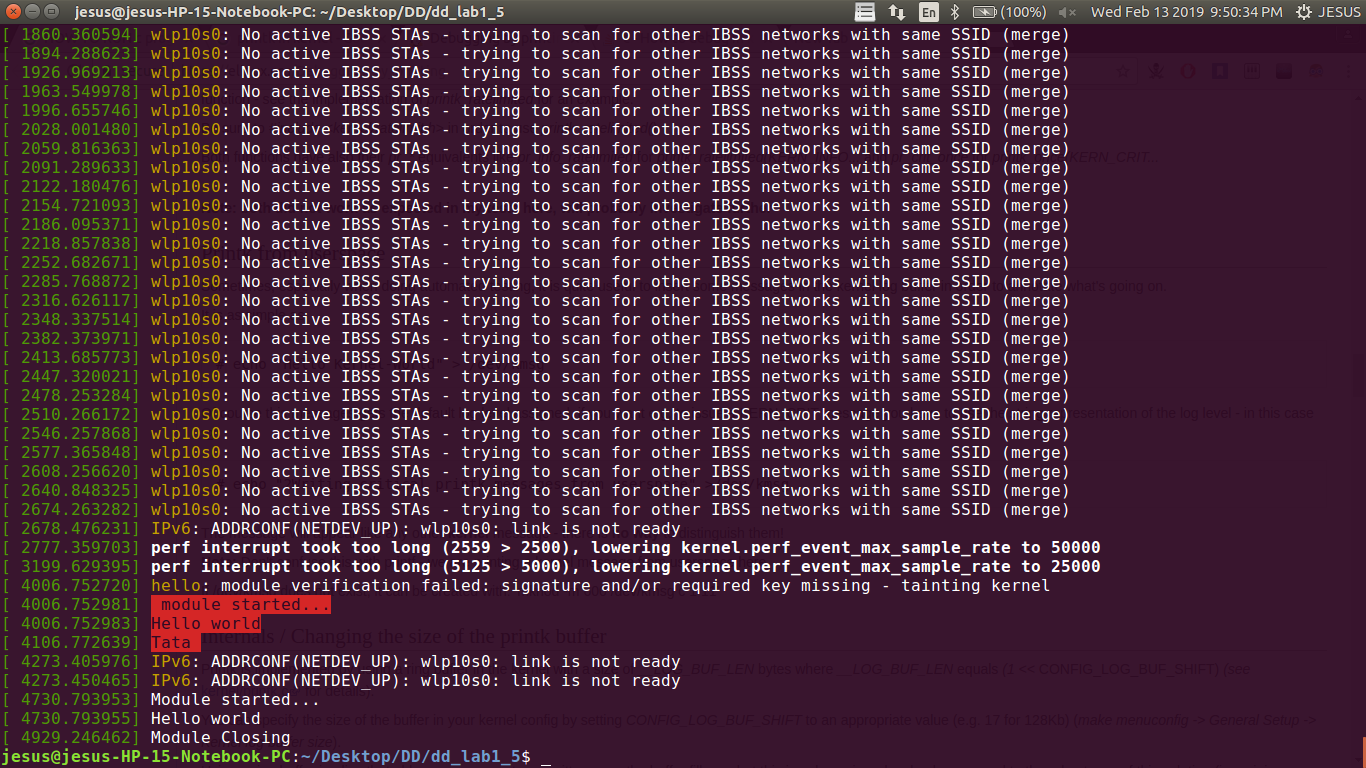 jesus@jesus-HP-15-Notebook-PC: ~/Desktop/DD/dd_lab1_5 En (100%) Wed Feb 13 2019 9:50:34 PM JESUS
[ 1860.360594] wlp10s0: No active IBSS STAs - trying to scan for other IBSS networks with same SSID (merge)
[ 1894.288623] wlp10s0: No active IBSS STAs - trying to scan for other IBSS networks with same SSID (merge)
[ 1926.969213] wlp10s0: No active IBSS STAs - trying to scan for other IBSS networks with same SSID (merge)
[ 1963.549978] wlp10s0: No active IBSS STAs - trying to scan for other IBSS networks with same SSID (merge)
[ 1996.655746] wlp10s0: No active IBSS STAs - trying to scan for other IBSS networks with same SSID (merge)
[ 2028.001480] wlp10s0: No active IBSS STAs - trying to scan for other IBSS networks with same SSID (merge)
[ 2059.816363] wlp10s0: No active IBSS STAs - trying to scan for other IBSS networks with same SSID (merge)
[ 2091.289633] wlp10s0: No active IBSS STAs - trying to scan for other IBSS networks with same SSID (merge)
[ 2122.180476] wlp10s0: No active IBSS STAs - trying to scan for other IBSS networks with same SSID (merge)
[ 2154.721093] wlp10s0: No active IBSS STAs - trying to scan for other IBSS networks with same SSID (merge)
[ 2186.095371] wlp10s0: No active IBSS STAs - trying to scan for other IBSS networks with same SSID (merge)
[ 2218.857838] wlp10s0: No active IBSS STAs - trying to scan for other IBSS networks with same SSID (merge)
[ 2252.682671] wlp10s0: No active IBSS STAs - trying to scan for other IBSS networks with same SSID (merge)
[ 2285.768872] wlp10s0: No active IBSS STAs - trying to scan for other IBSS networks with same SSID (merge)
[ 2316.626117] wlp10s0: No active IBSS STAs - trying to scan for other IBSS networks with same SSID (merge)
[ 2348.337514] wlp10s0: No active IBSS STAs - trying to scan for other IBSS networks with same SSID (merge)
[ 2382.373971] wlp10s0: No active IBSS STAs - trying to scan for other IBSS networks with same SSID (merge)
[ 2413.685773] wlp10s0: No active IBSS STAs - trying to scan for other IBSS networks with same SSID (merge)
[ 2447.320021] wlp10s0: No active IBSS STAs - trying to scan for other IBSS networks with same SSID (merge)
[ 2478.253284] wlp10s0: No active IBSS STAs - trying to scan for other IBSS networks with same SSID (merge)
[ 2510.266172] wlp10s0: No active IBSS STAs - trying to scan for other IBSS networks with same SSID (merge)
[ 2546.257868] wlp10s0: No active IBSS STAs - trying to scan for other IBSS networks with same SSID (merge)
[ 2577.365848] wlp10s0: No active IBSS STAs - trying to scan for other IBSS networks with same SSID (merge)
[ 2608.256620] wlp10s0: No active IBSS STAs - trying to scan for other IBSS networks with same SSID (merge)
[ 2640.848325] wlp10s0: No active IBSS STAs - trying to scan for other IBSS networks with same SSID (merge)
[ 2674.263282] wlp10s0: No active IBSS STAs - trying to scan for other IBSS networks with same SSID (merge)
[ 2678.476231] IPv6: ADDRCONF(NETDEV_UP): wlp10s0: link is not ready
[ 2777.359703] perf interrupt took too long (2559 > 2500), lowering kernel.perf_event_max_sample_rate to 50000
[ 3199.629395] perf interrupt took too long (5125 > 5000), lowering kernel.perf_event_max_sample_rate to 25000
[ 4006.752720] hello: module verification failed: signature and/or required key missing - tainting kernel
[ 4006.752981]  module started...
[ 4006.752983] Hello world
[ 4106.772639] Tata
[ 4273.405976] IPv6: ADDRCONF(NETDEV_UP): wlp10s0: link is not ready
[ 4273.450465] IPv6: ADDRCONF(NETDEV_UP): wlp10s0: link is not ready
[ 4730.793953] Module started...
[ 4730.793955] Hello world
[ 4929.246462] Module Closing
jesus@jesus-HP-15-Notebook-PC:~/Desktop/DD/dd_lab1_5$ _